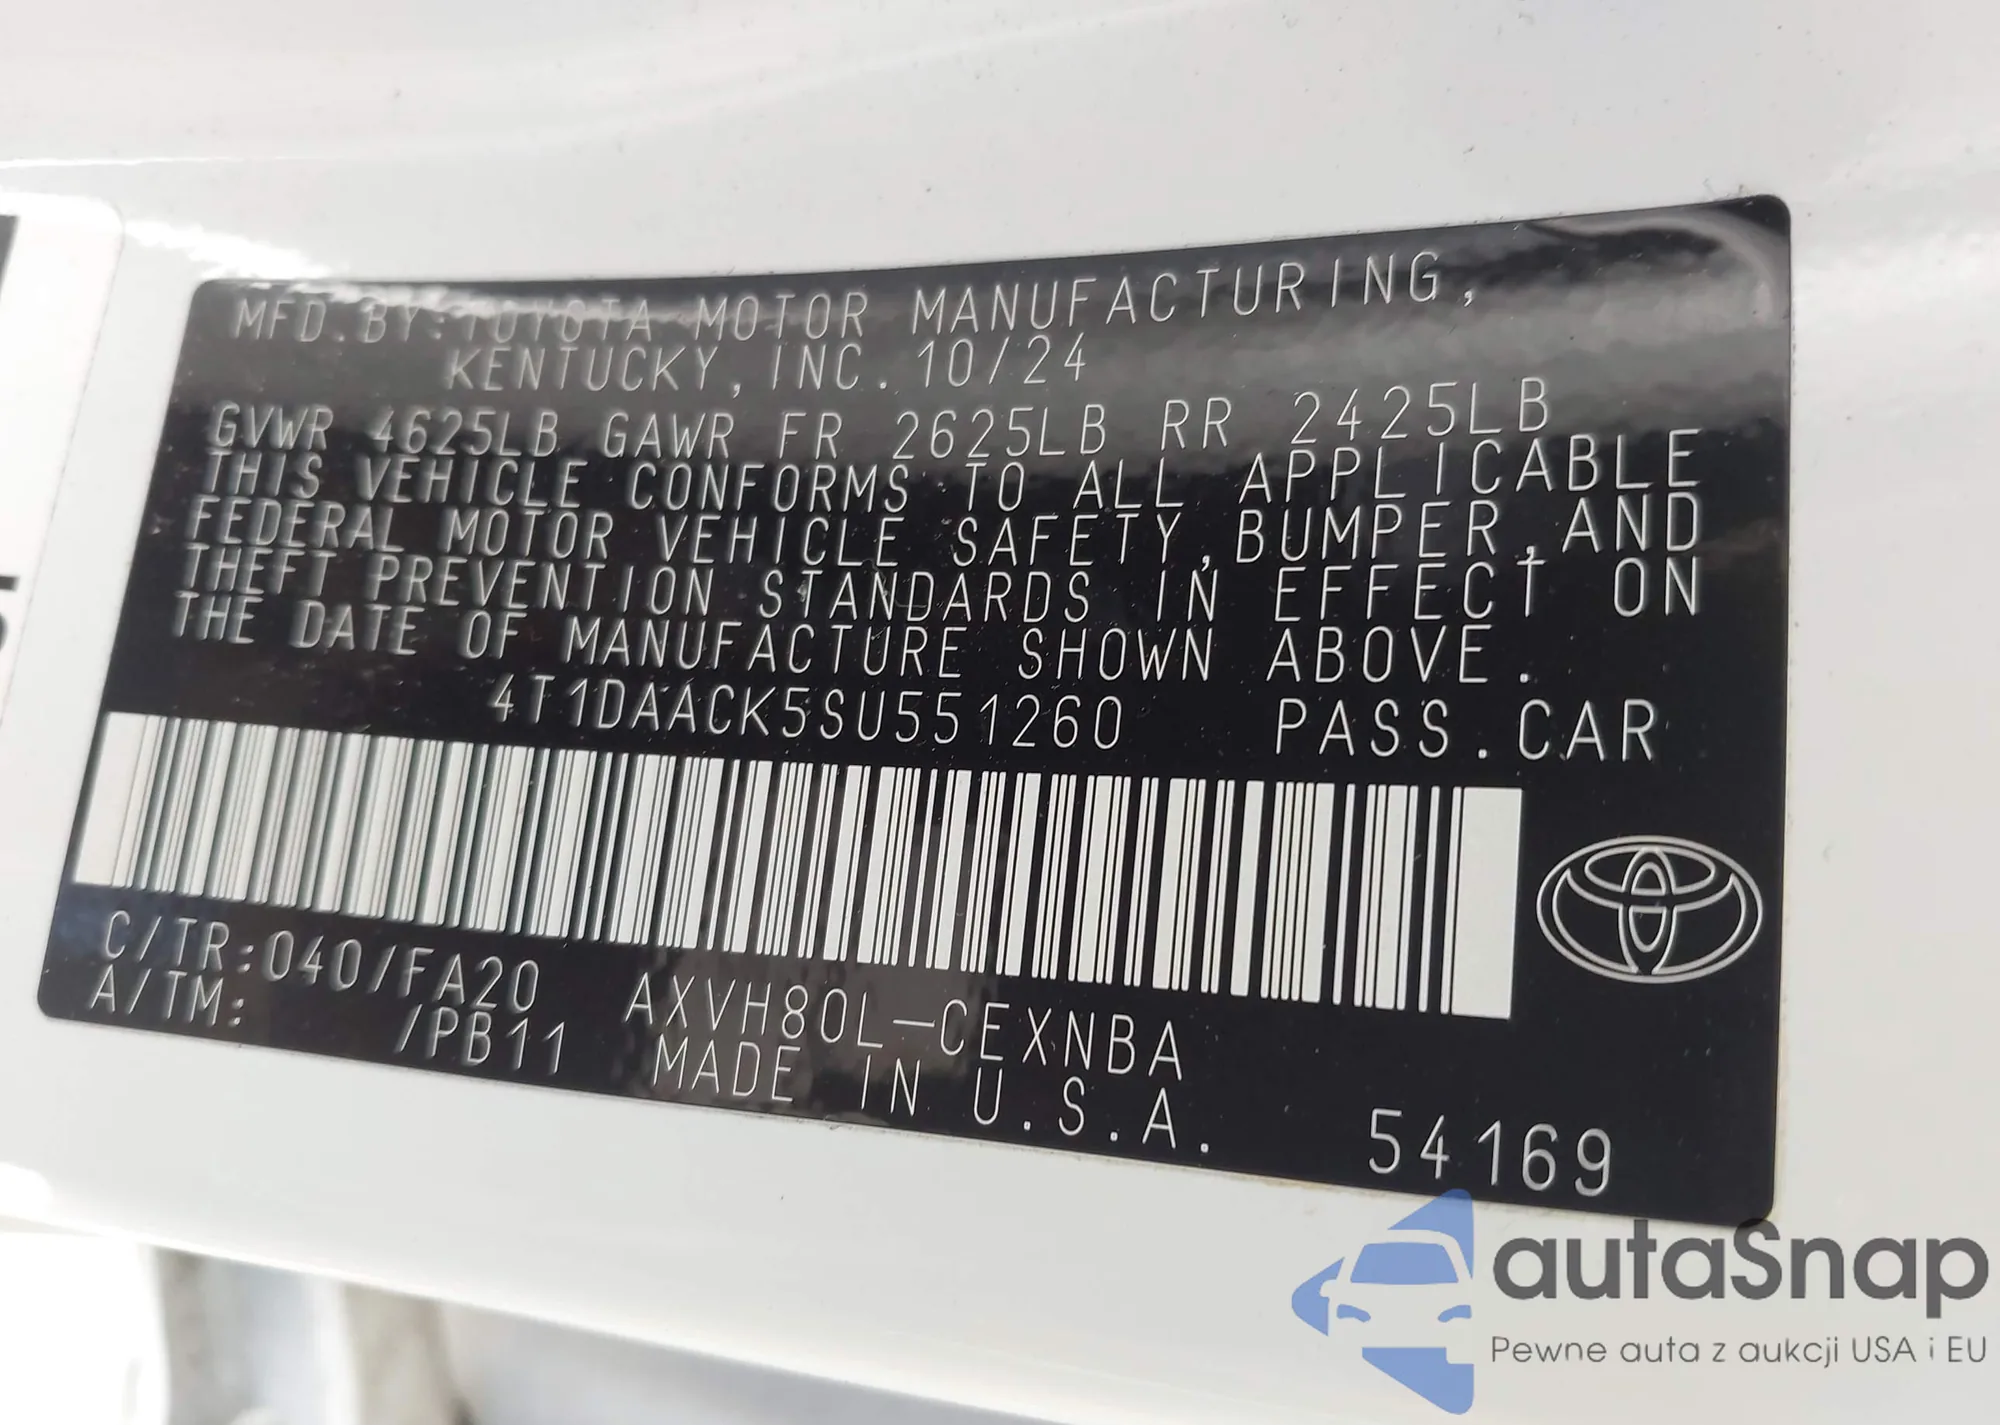 MFD.BY:TOYOTA MOTOR MANUFACTURING,
KENTUCKY, INC. 10/24
GVWR 4625LB GAWR FR 2625LB RR 2425LB
THIS VEHICLE CONFORMS TO ALL APPLICABLE
FEDERAL MOTOR VEHICLE SAFETY,BUMPER,AND
THEFT PREVENTION STANDARDS IN EFFECT ON
THE DATE OF MANUFACTURE SHOWN ABOVE.
4T1DAACK5SU551260 PASS.CAR
C/TR:040/FA20 AXVH80L-CEXNBA
A/TM: /PB11 MADE IN U.S.A.
54169
autaSnap
Pewne auta z aukcji USA i EU